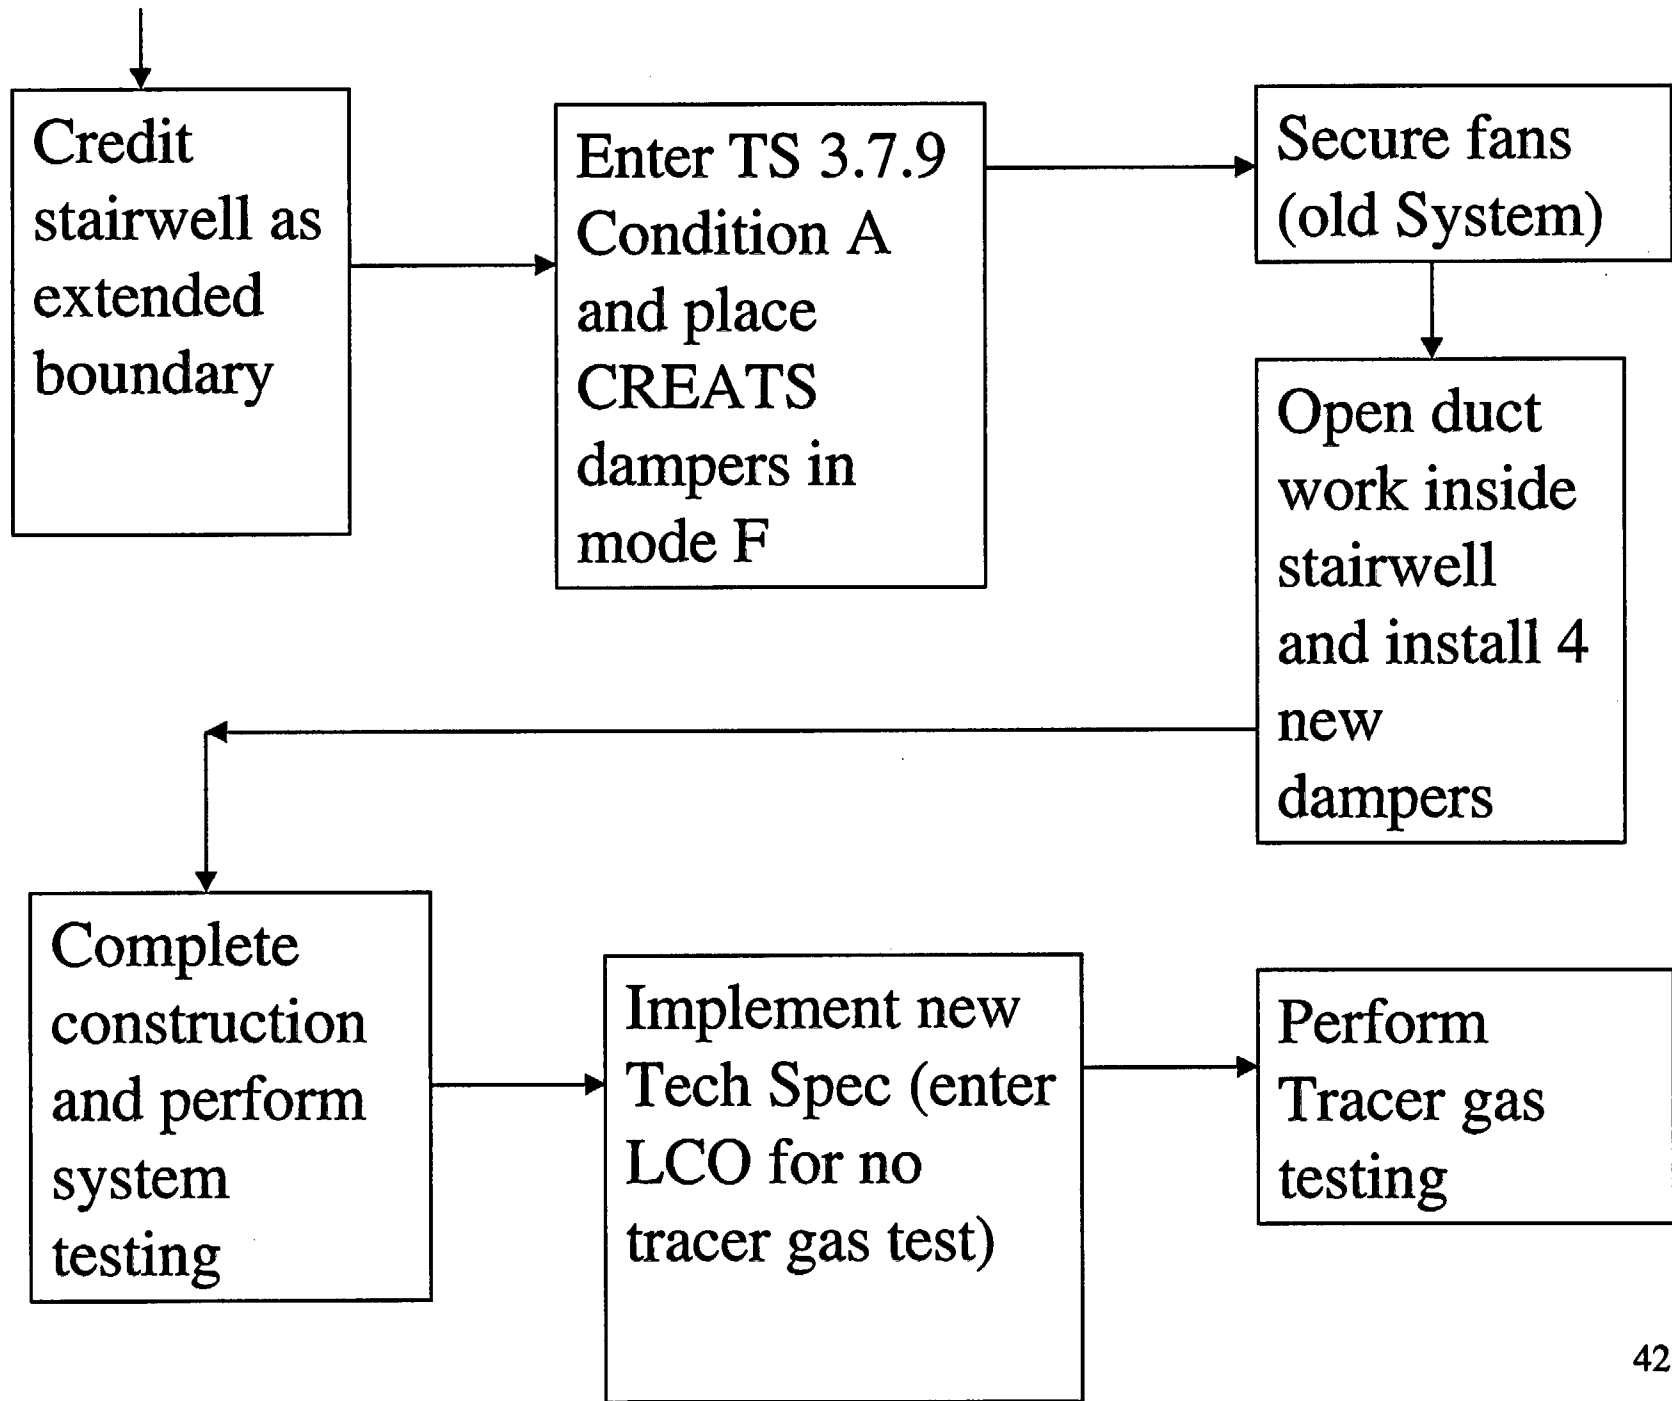 Credit
stairwell as
extended
boundary
Enter TS 3.7.9
Condition A
and place
CREATS
dampers in
mode F
Secure fans
(old System)
Open duct
work inside
stairwell
and install 4
new
dampers
Complete
construction
and perform
system
testing
Implement new
Tech Spec (enter
LCO for no
tracer gas test)
Perform
Tracer gas
testing
42